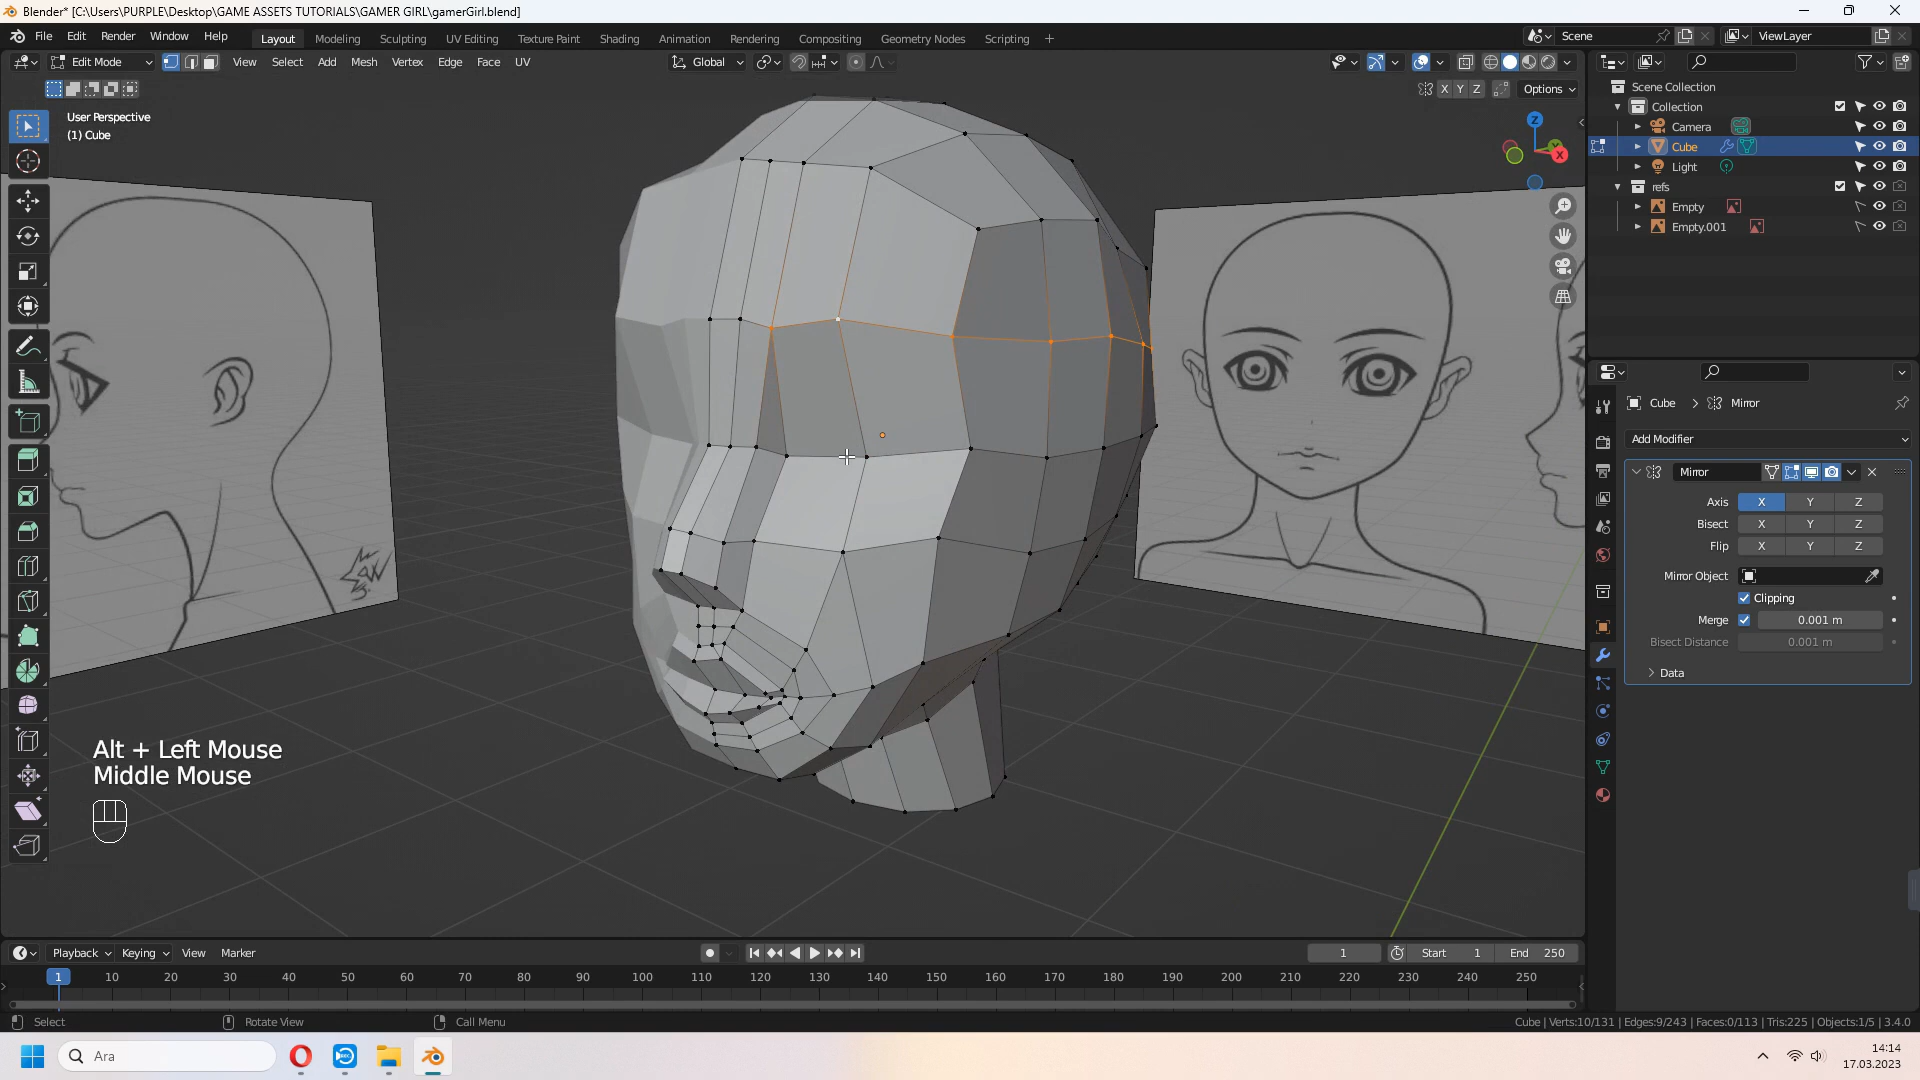 Blender* [C:\Users\PURPLE\Desktop\GAME ASSETS TUTORIALS\GAMER GIRL\gamerGirl.blend]
File Edit Render Window Help Layout Modeling Sculpting UV Editing Texture Paint Shading Animation Rendering Compositing Geometry Nodes Scripting + Scene ViewLayer
Edit Mode View Select Add Mesh Vertex Edge Face UV Global
X Y Z Options
User Perspective
(1) Cube
Z
X
Scene Collection
Collection
Camera
Cube
Light
refs
Empty
Empty.001
Cube > Mirror
Add Modifier
Mirror
Axis X Y Z
Bisect X Y Z
Flip X Y Z
Mirror Object
Clipping
Merge 0.001 m
Bisect Distance 0.001 m
Data
Alt + Left Mouse
Middle Mouse
Playback Keying View Marker 1 Start 1 End 250
1 10 20 30 40 50 60 70 80 90 100 110 120 130 140 150 160 170 180 190 200 210 220 230 240 250
Select Rotate View Call Menu Cube | Verts:10/131 | Edges:9/243 | Faces:0/113 | Tris:225 | Objects:1/5 | 3.4.0
Ara
14:14
17.03.2023